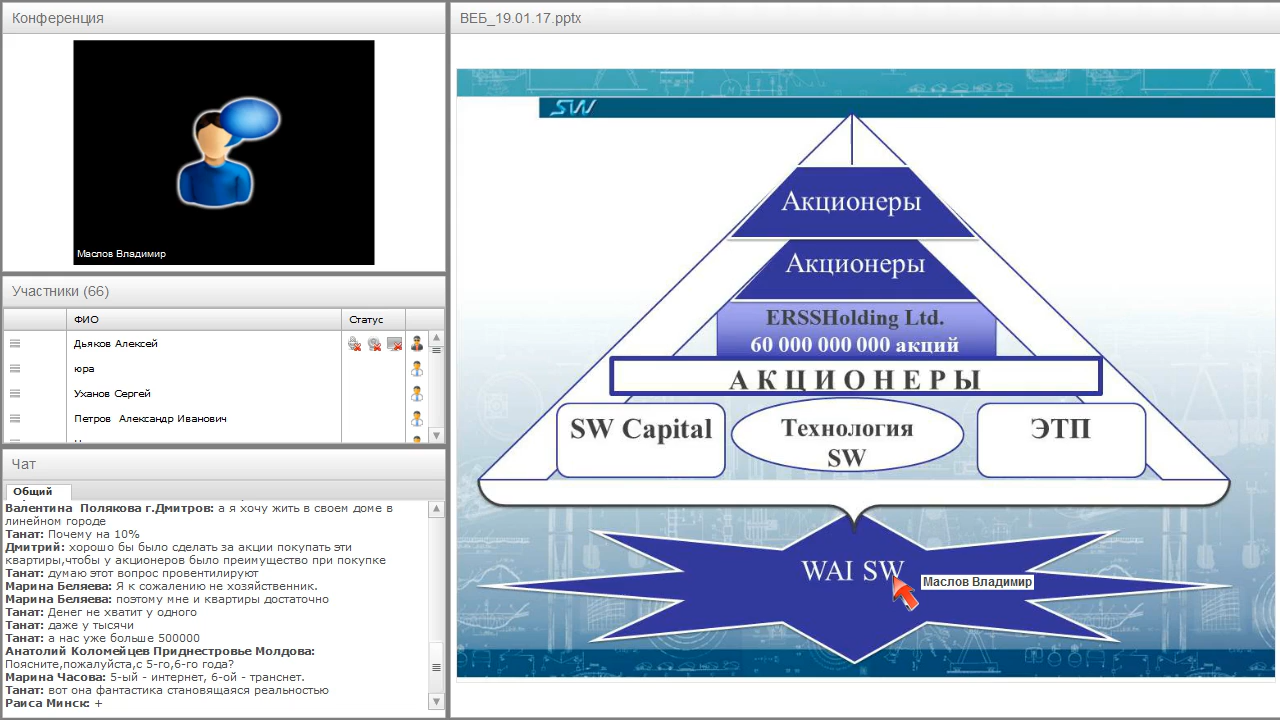 Конференция
Маслов Владимир
Участники (66)
ФИО Статус
Дьяков Алексей
юра
Уханов Сергей
Петров Александр Иванович
Чат
Общий
Валентина Полякова г.Дмитров: а я хочу жить в своем доме в
линейном городе
Танат: Почему на 10%
Дмитрий: хорошо бы было сделать за акции покупать эти
квартиры,чтобы у акционеров было преимущество при покупке
Танат: думаю этот вопрос провентилируют
Марина Беляева: Я к сожалению не хозяйственник.
Марина Беляева: поэтому мне и квартиры достаточно
Танат: Денег не хватит у одного
Танат: даже у тысячи
Танат: а нас уже больше 500000
Анатолий Коломейцев Приднестровье Молдова:
Поясните,пожалуйста,с 5-го,6-го года?
Марина Часова: 5-ый - интернет, 6-ой - транснет.
Танат: вот она фантастика становящаяся реальностью
Раиса Минск: +
ВЕБ_19.01.17.pptx
SW
Акционеры
Акционеры
ERSSHolding Ltd.
60 000 000 000 акций
АКЦИОНЕРЫ
SW Capital
Технология
SW
ЭТП
WAI SW
Маслов Владимир